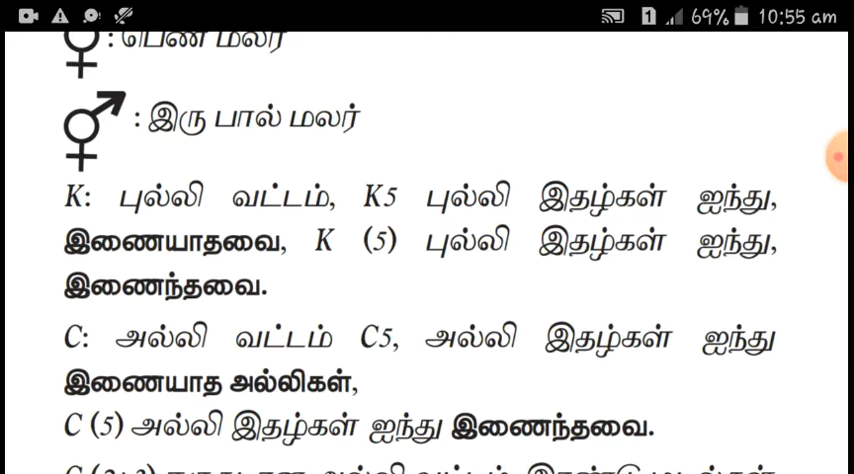 69% 10:55 am
: பெண் மலர்
: இரு பால் மலர்
K: புல்லி வட்டம், K5 புல்லி இதழ்கள் ஐந்து,
இணையாதவை, K (5) புல்லி இதழ்கள் ஐந்து,
இணைந்தவை.
C: அல்லி வட்டம் C5, அல்லி இதழ்கள் ஐந்து
இணையாத அல்லிகள்,
C (5) அல்லி இதழ்கள் ஐந்து இணைந்தவை.